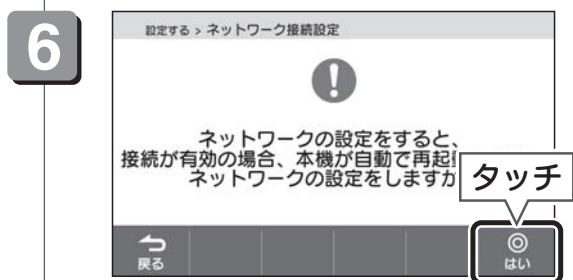 6
設定する > ネットワーク接続設定
ネットワークの設定をすると、
接続が有効の場合、本機が自動で再起
ネットワークの設定をしますか
タッチ
戻る
◎
はい